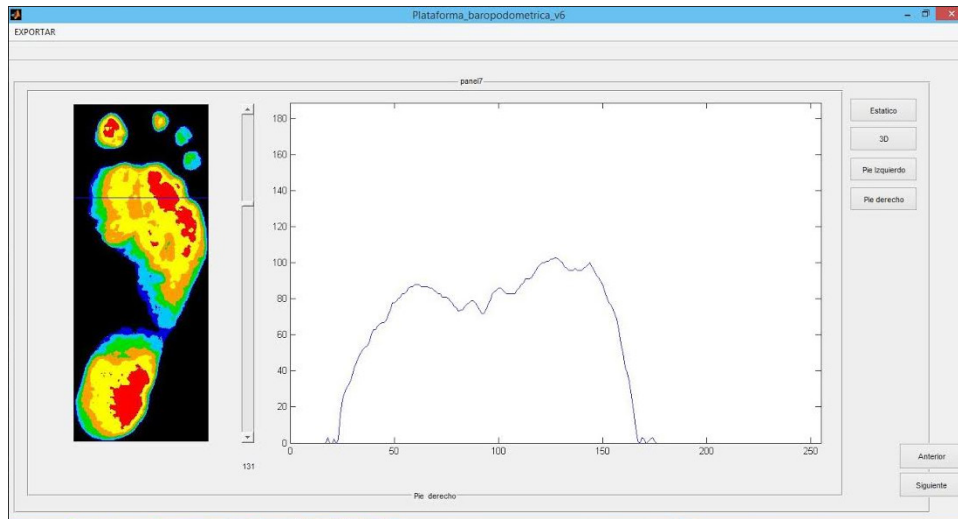 Plataforma_baropodometrica_v6
EXPORTAR
panel7
180
160
140
120
100
80
60
40
20
0
0 50 100 150 200 250
131
Pie derecho
Estatico
3D
Pie Izquierdo
Pie derecho
Anterior
Siguiente